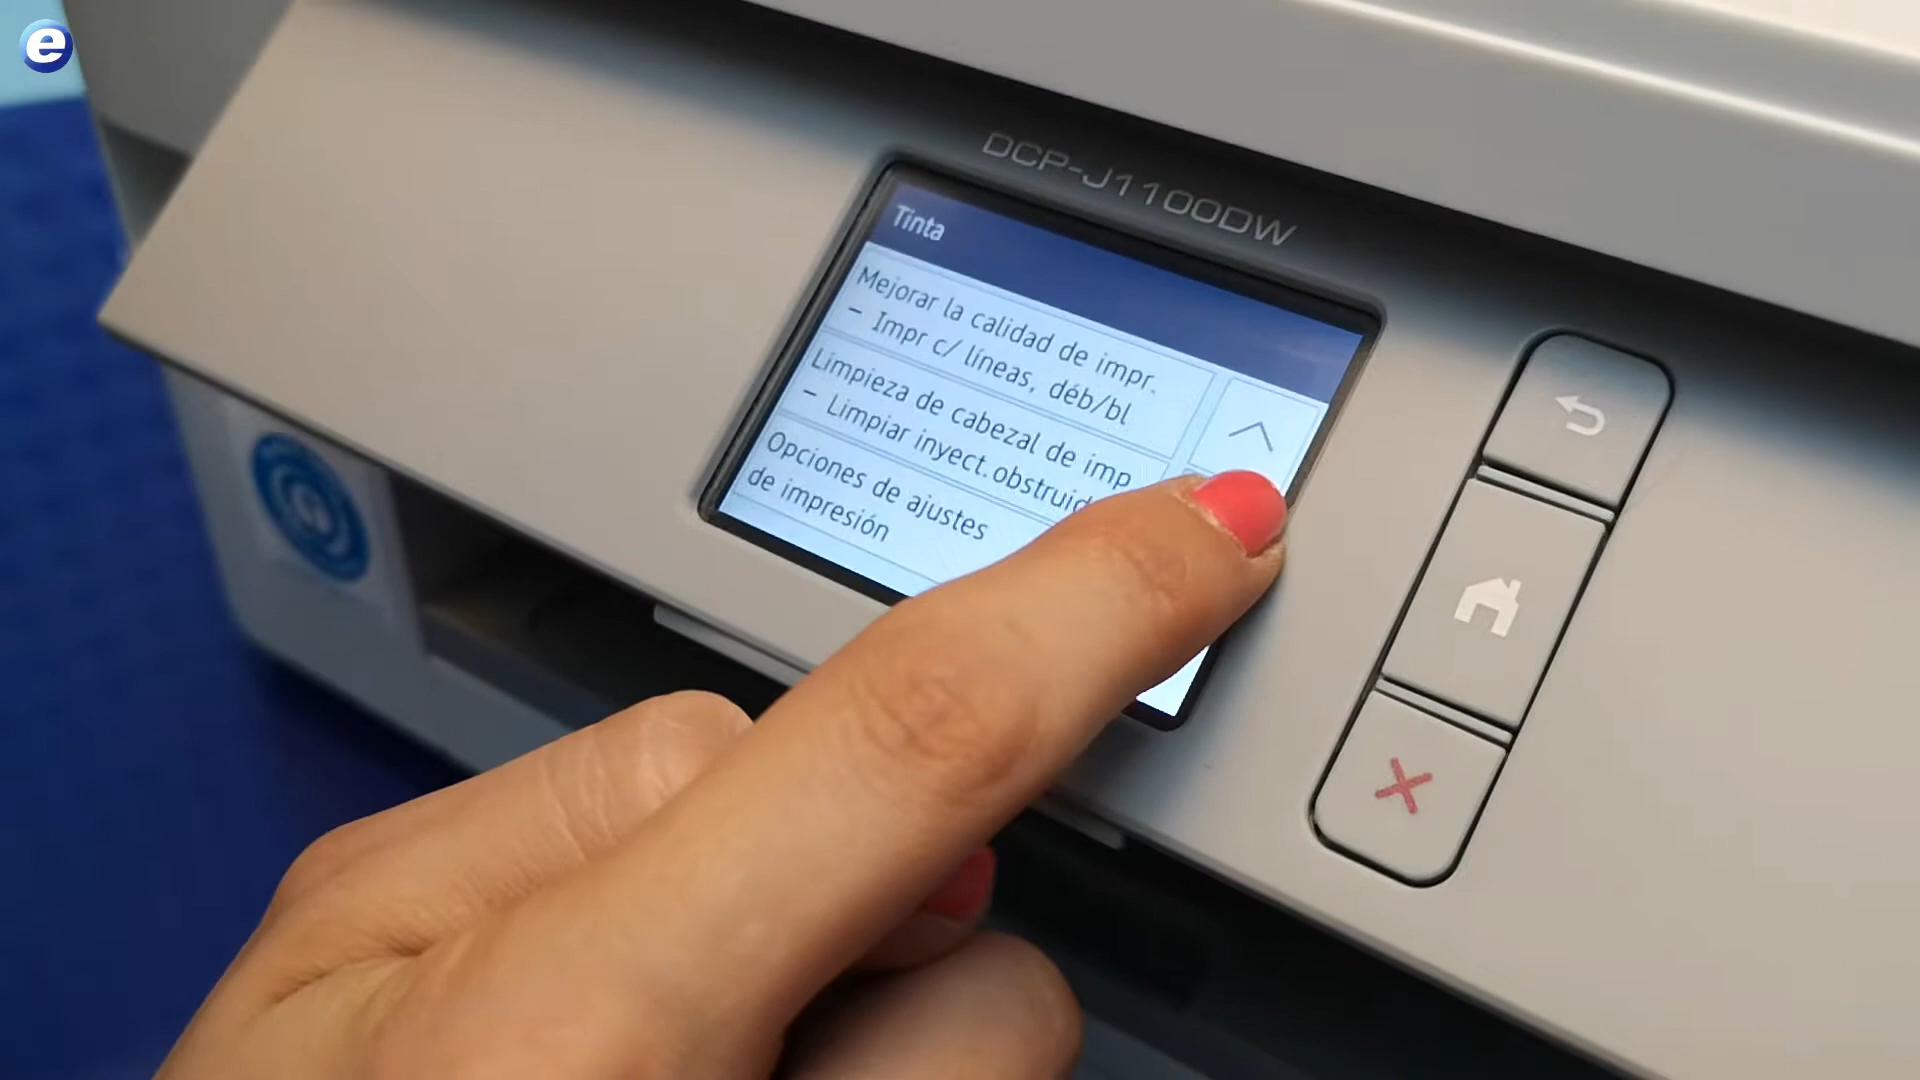 e
DCP-J1100DW
Tinta
Mejorar la calidad de impr.
- Impr c/ líneas, déb/bl
Limpieza de cabezal de imp
- Limpiar inyect.obstruid
Opciones de ajustes
de impresión